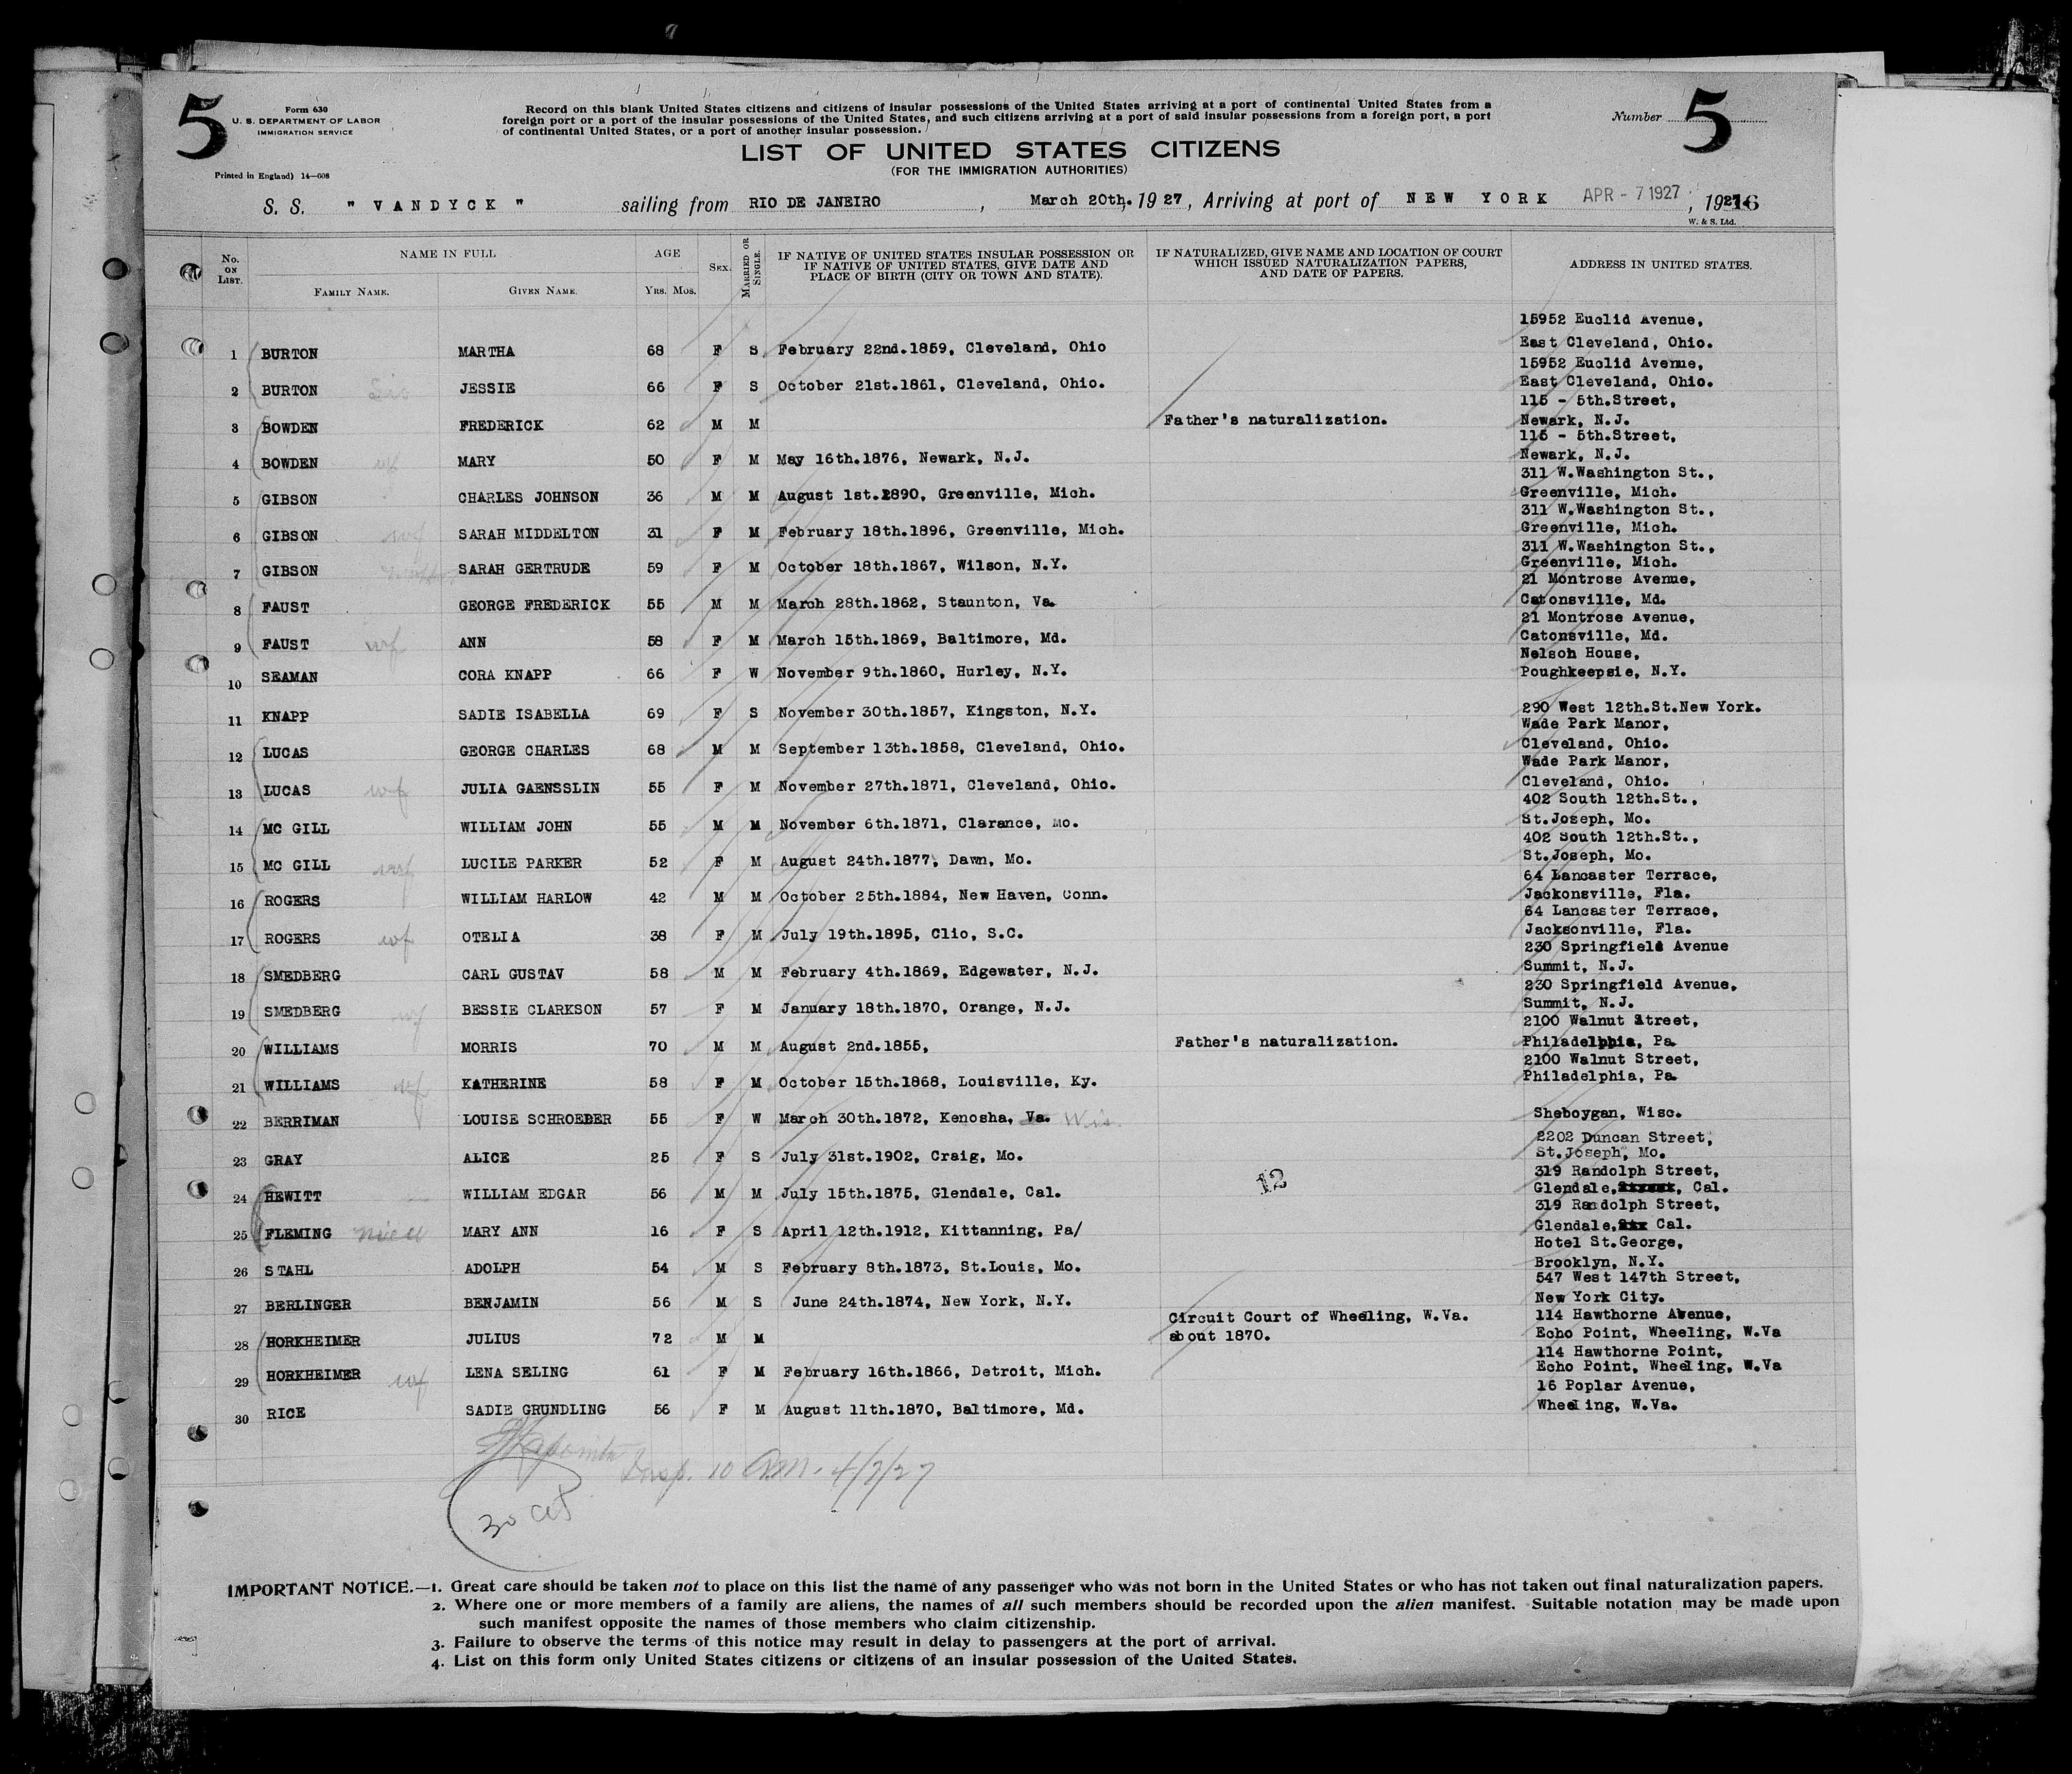 5
Form 630
U. S. DEPARTMENT OF LABOR
IMMIGRATION SERVICE
Printed in England) 14—608
Record on this blank United States citizens and citizens of insular possessions of the United States arriving at a port of continental United States from a
foreign port or a port of the insular possessions of the United States, and such citizens arriving at a port of said insular possessions from a foreign port, a port
of continental United States, or a port of another insular possession.
Number 5
LIST OF UNITED STATES CITIZENS
(FOR THE IMMIGRATION AUTHORITIES)
S. S. " VANDYCK " sailing from RIO DE JANEIRO , March 20th. 1927, Arriving at port of NEW YORK APR - 7 1927 , 1927
W. & S. Ltd.
No. ON LIST. NAME IN FULL AGE SEX. MARRIED OR SINGLE. IF NATIVE OF UNITED STATES INSULAR POSSESSION OR IF NATIVE OF UNITED STATES, GIVE DATE AND PLACE OF BIRTH (CITY OR TOWN AND STATE). IF NATURALIZED, GIVE NAME AND LOCATION OF COURT WHICH ISSUED NATURALIZATION PAPERS, AND DATE OF PAPERS. ADDRESS IN UNITED STATES.
FAMILY NAME. GIVEN NAME. YRS. MOS.
15952 Euclid Avenue,
1 BURTON MARTHA 68 F S February 22nd.1859, Cleveland, Ohio East Cleveland, Ohio.
15952 Euclid Avenue,
2 BURTON Sis JESSIE 66 F S October 21st.1861, Cleveland, Ohio. East Cleveland, Ohio.
115 - 5th.Street,
3 BOWDEN FREDERICK 62 M M Father's naturalization. Newark, N.J.
115 - 5th.Street,
4 BOWDEN wf MARY 50 F M May 16th.1876, Newark, N.J. Newark, N.J.
311 W.Washington St.,
5 GIBSON CHARLES JOHNSON 36 M M August 1st.1890, Greenville, Mich. Greenville, Mich.
311 W.Washington St.,
6 GIBSON wf SARAH MIDDELTON 31 F M February 18th.1896, Greenville, Mich. Greenville, Mich.
311 W.Washington St.,
7 GIBSON SARAH GERTRUDE 59 F M October 18th.1867, Wilson, N.Y. Greenville, Mich.
21 Montrose Avenue,
8 FAUST GEORGE FREDERICK 55 M M March 28th.1862, Staunton, Va. Catonsville, Md.
21 Montrose Avenue,
9 FAUST wf ANN 58 F M March 15th.1869, Baltimore, Md. Catonsville, Md.
Nelson House,
10 SEAMAN CORA KNAPP 66 F W November 9th.1860, Hurley, N.Y. Poughkeepsie, N.Y.
11 KNAPP SADIE ISABELLA 69 F S November 30th.1857, Kingston, N.Y. 290 West 12th.St.New York.
Wade Park Manor,
12 LUCAS GEORGE CHARLES 68 M M September 13th.1858, Cleveland, Ohio. Cleveland, Ohio.
Wade Park Manor,
13 LUCAS wf JULIA GAENSSLIN 55 F M November 27th.1871, Cleveland, Ohio. Cleveland, Ohio.
402 South 12th.St.,
14 MC GILL WILLIAM JOHN 55 M M November 6th.1871, Clarance, Mo. St.Joseph, Mo.
402 South 12th.St.,
15 MC GILL wf LUCILE PARKER 52 F M August 24th.1877, Dawn, Mo. St.Joseph, Mo.
64 Lancaster Terrace,
16 ROGERS WILLIAM HARLOW 42 M M October 25th.1884, New Haven, Conn. Jackonsville, Fla.
64 Lancaster Terrace,
17 ROGERS wf OTELIA 38 F M July 19th.1895, Clio, S.C. Jacksonville, Fla.
230 Springfield Avenue
18 SMEDBERG CARL GUSTAV 58 M M February 4th.1869, Edgewater, N.J. Summit, N.J.
230 Springfield Avenue,
19 SMEDBERG wf BESSIE CLARKSON 57 F M January 18th.1870, Orange, N.J. Summit, N.J.
2100 Walnut Street,
20 WILLIAMS MORRIS 70 M M August 2nd.1855, Father's naturalization. Philadelphia, Pa.
2100 Walnut Street,
21 WILLIAMS wf KATHERINE 58 F M October 15th.1868, Louisville, Ky. Philadelphia, Pa.
22 BERRIMAN LOUISE SCHROEDER 55 F W March 30th.1872, Kenosha, Va. Wis. Sheboygan, Wisc.
2202 Duncan Street,
23 GRAY ALICE 25 F S July 31st.1902, Craig, Mo. St.Joseph, Mo.
12
319 Randolph Street,
24 HEWITT WILLIAM EDGAR 56 M M July 15th.1875, Glendale, Cal. Glendale, Cal.
319 Randolph Street,
25 FLEMING niece MARY ANN 16 F S April 12th.1912, Kittanning, Pa/ Glendale, Cal.
Hotel St.George,
26 STAHL ADOLPH 54 M S February 8th.1873, St.Louis, Mo. Brooklyn, N.Y.
547 West 147th Street,
27 BERLINGER BENJAMIN 56 M S June 24th.1874, New York, N.Y. New York City.
Circuit Court of Wheeling, W.Va. 114 Hawthorne Avenue,
28 HORKHEIMER JULIUS 72 M M about 1870. Echo Point, Wheeling, W.Va
114 Hawthorne Point,
29 HORKHEIMER wf LENA SELING 61 F M February 16th.1866, Detroit, Mich. Echo Point, Wheeling, W.Va
16 Poplar Avenue,
30 RICE SADIE GRUNDLING 56 F M August 11th.1870, Baltimore, Md. Wheeling, W.Va.
Insp. 10 am. 4/7/27
30 cit
IMPORTANT NOTICE.—1. Great care should be taken not to place on this list the name of any passenger who was not born in the United States or who has not taken out final naturalization papers.
2. Where one or more members of a family are aliens, the names of all such members should be recorded upon the alien manifest. Suitable notation may be made upon
such manifest opposite the names of those members who claim citizenship.
3. Failure to observe the terms of this notice may result in delay to passengers at the port of arrival.
4. List on this form only United States citizens or citizens of an insular possession of the United States.